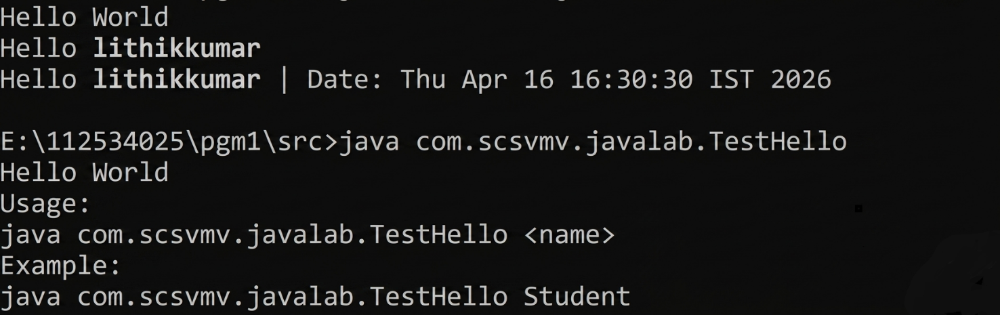 Hello World
Hello lithikkumar
Hello lithikkumar | Date: Thu Apr 16 16:30:30 IST 2026
E:\112534025\pgm1\src>java com.scsvmv.javalab.TestHello
Hello World
Usage:
java com.scsvmv.javalab.TestHello <name>
Example:
java com.scsvmv.javalab.TestHello Student